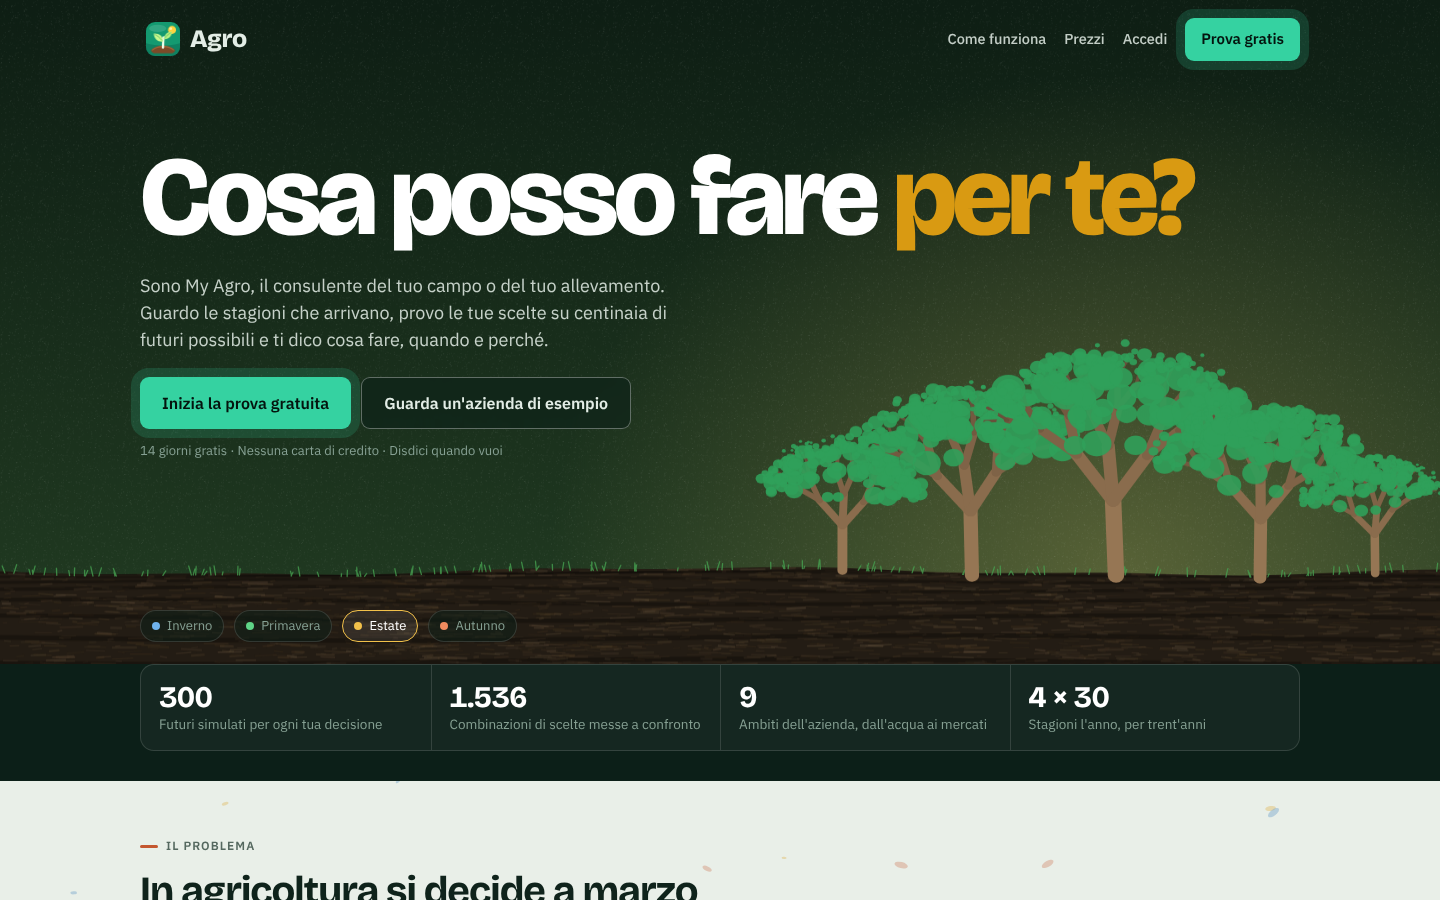 Agro
Come funziona
Prezzi
Accedi
Prova gratis
Cosa posso fare per te?
Sono My Agro, il consulente del tuo campo o del tuo allevamento.
Guardo le stagioni che arrivano, provo le tue scelte su centinaia di
futuri possibili e ti dico cosa fare, quando e perché.
Inizia la prova gratuita
Guarda un'azienda di esempio
14 giorni gratis · Nessuna carta di credito · Disdici quando vuoi
Inverno
Primavera
Estate
Autunno
300
Futuri simulati per ogni tua decisione
1.536
Combinazioni di scelte messe a confronto
9
Ambiti dell'azienda, dall'acqua ai mercati
4 × 30
Stagioni l'anno, per trent'anni
IL PROBLEMA
In agricoltura si decide a marzo